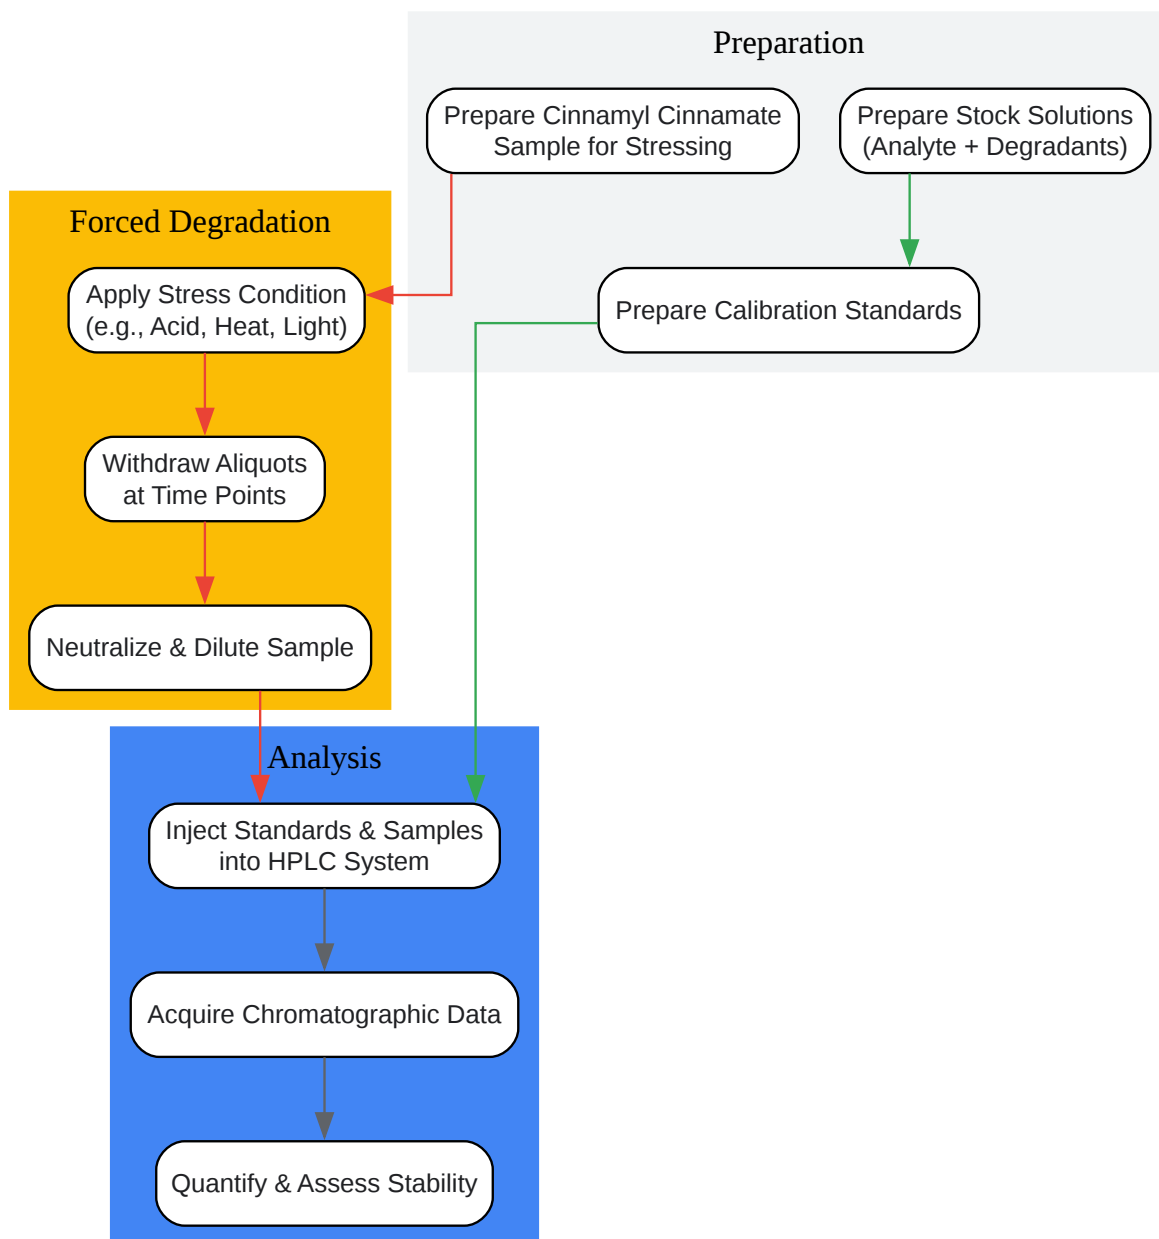 Preparation
Prepare Cinnamyl Cinnamate
Sample for Stressing
Prepare Stock Solutions
(Analyte + Degradants)
Prepare Calibration Standards
Forced Degradation
Apply Stress Condition
(e.g., Acid, Heat, Light)
Withdraw Aliquots
at Time Points
Neutralize & Dilute Sample
Analysis
Inject Standards & Samples
into HPLC System
Acquire Chromatographic Data
Quantify & Assess Stability